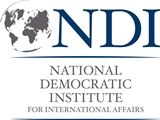 NDI
NATIONAL
DEMOCRATIC
INSTITUTE
FOR INTERNATIONAL AFFAIRS